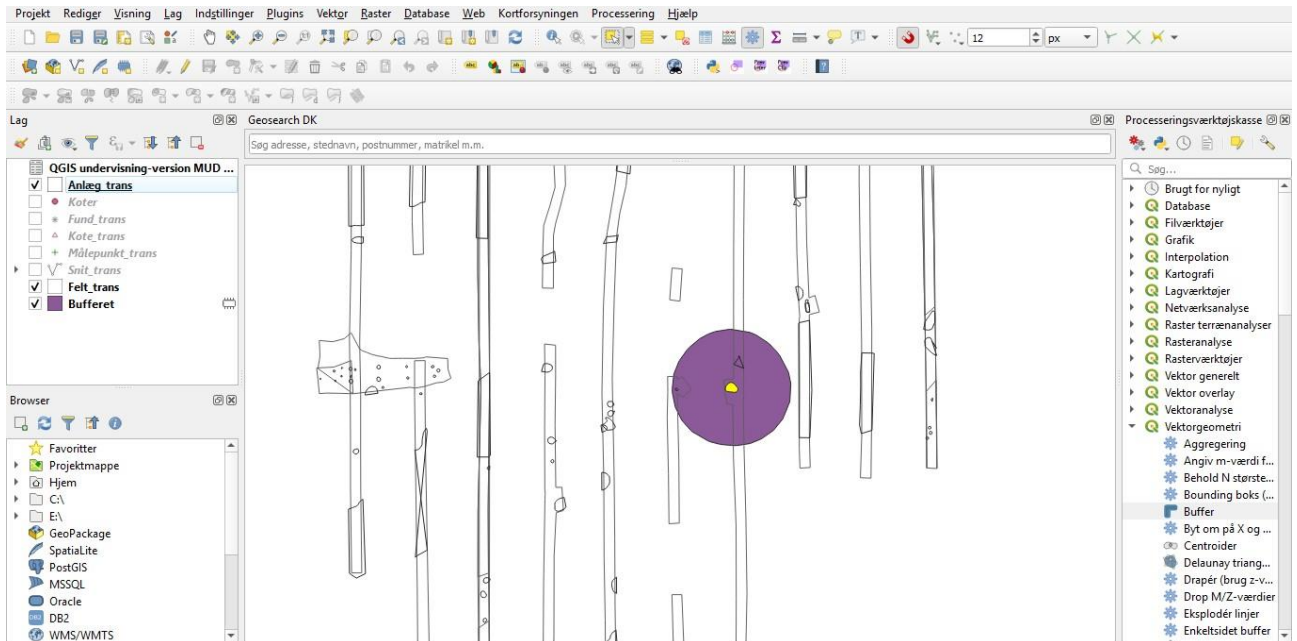 Projekt Rediger Visning Lag Indstillinger Plugins Vektor Raster Database Web Kortforsyningen Processering Hjælp
12 px
Lag
QGIS undervisning-version MUD ...
Anlæg_trans
Koter
Fund_trans
Kote_trans
Målepunkt_trans
Snit_trans
Felt_trans
Bufferet
Browser
Favoritter
Projektmappe
Hjem
C:\
E:\
GeoPackage
SpatiaLite
PostGIS
MSSQL
Oracle
DB2
WMS/WMTS
Geosearch DK
Søg adresse, stednavn, postnummer, matrikel m.m.
Processeringsværktøjskasse
Søg...
Brugt for nyligt
Database
Filværktøjer
Grafik
Interpolation
Kartografi
Lagværktøjer
Netværksanalyse
Raster terrænanalyser
Rasteranalyse
Rasterværktøjer
Vektor generelt
Vektor overlay
Vektoranalyse
Vektorgeometri
Aggregering
Angiv m-værdi f...
Behold N største...
Bounding boks (...
Buffer
Byt om på X og ...
Centroider
Delaunay triang...
Drapér (brug z-v...
Drop M/Z-værdier
Eksplodér linjer
Enkeltsidet buffer